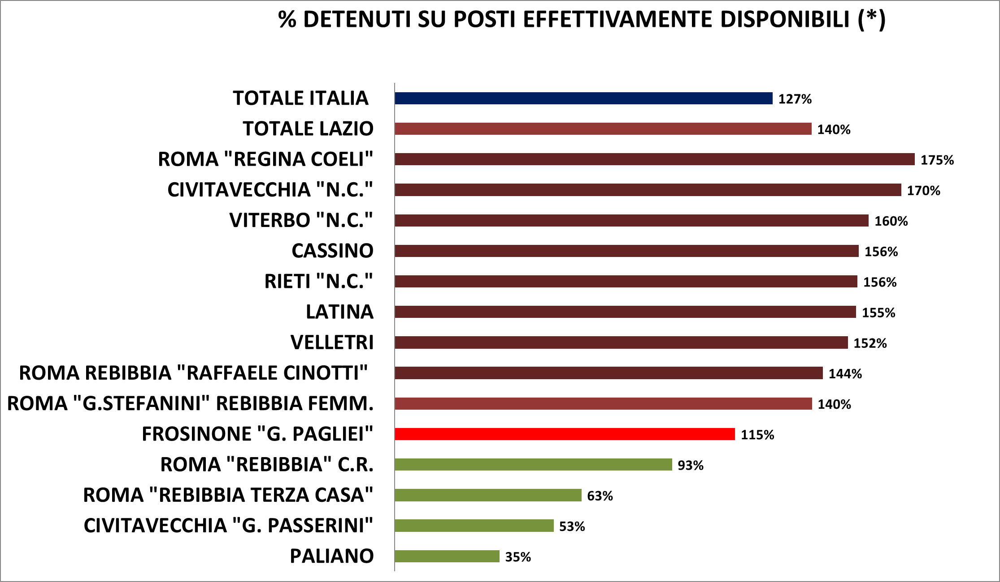 % DETENUTI SU POSTI EFFETTIVAMENTE DISPONIBILI (*)
TOTALE ITALIA 127%
TOTALE LAZIO 140%
ROMA "REGINA COELI" 175%
CIVITAVECCHIA "N.C." 170%
VITERBO "N.C." 160%
CASSINO 156%
RIETI "N.C." 156%
LATINA 155%
VELLETRI 152%
ROMA REBIBBIA "RAFFAELE CINOTTI" 144%
ROMA "G.STEFANINI" REBIBBIA FEMM. 140%
FROSINONE "G. PAGLIEI" 115%
ROMA "REBIBBIA" C.R. 93%
ROMA "REBIBBIA TERZA CASA" 63%
CIVITAVECCHIA "G. PASSERINI" 53%
PALIANO 35%